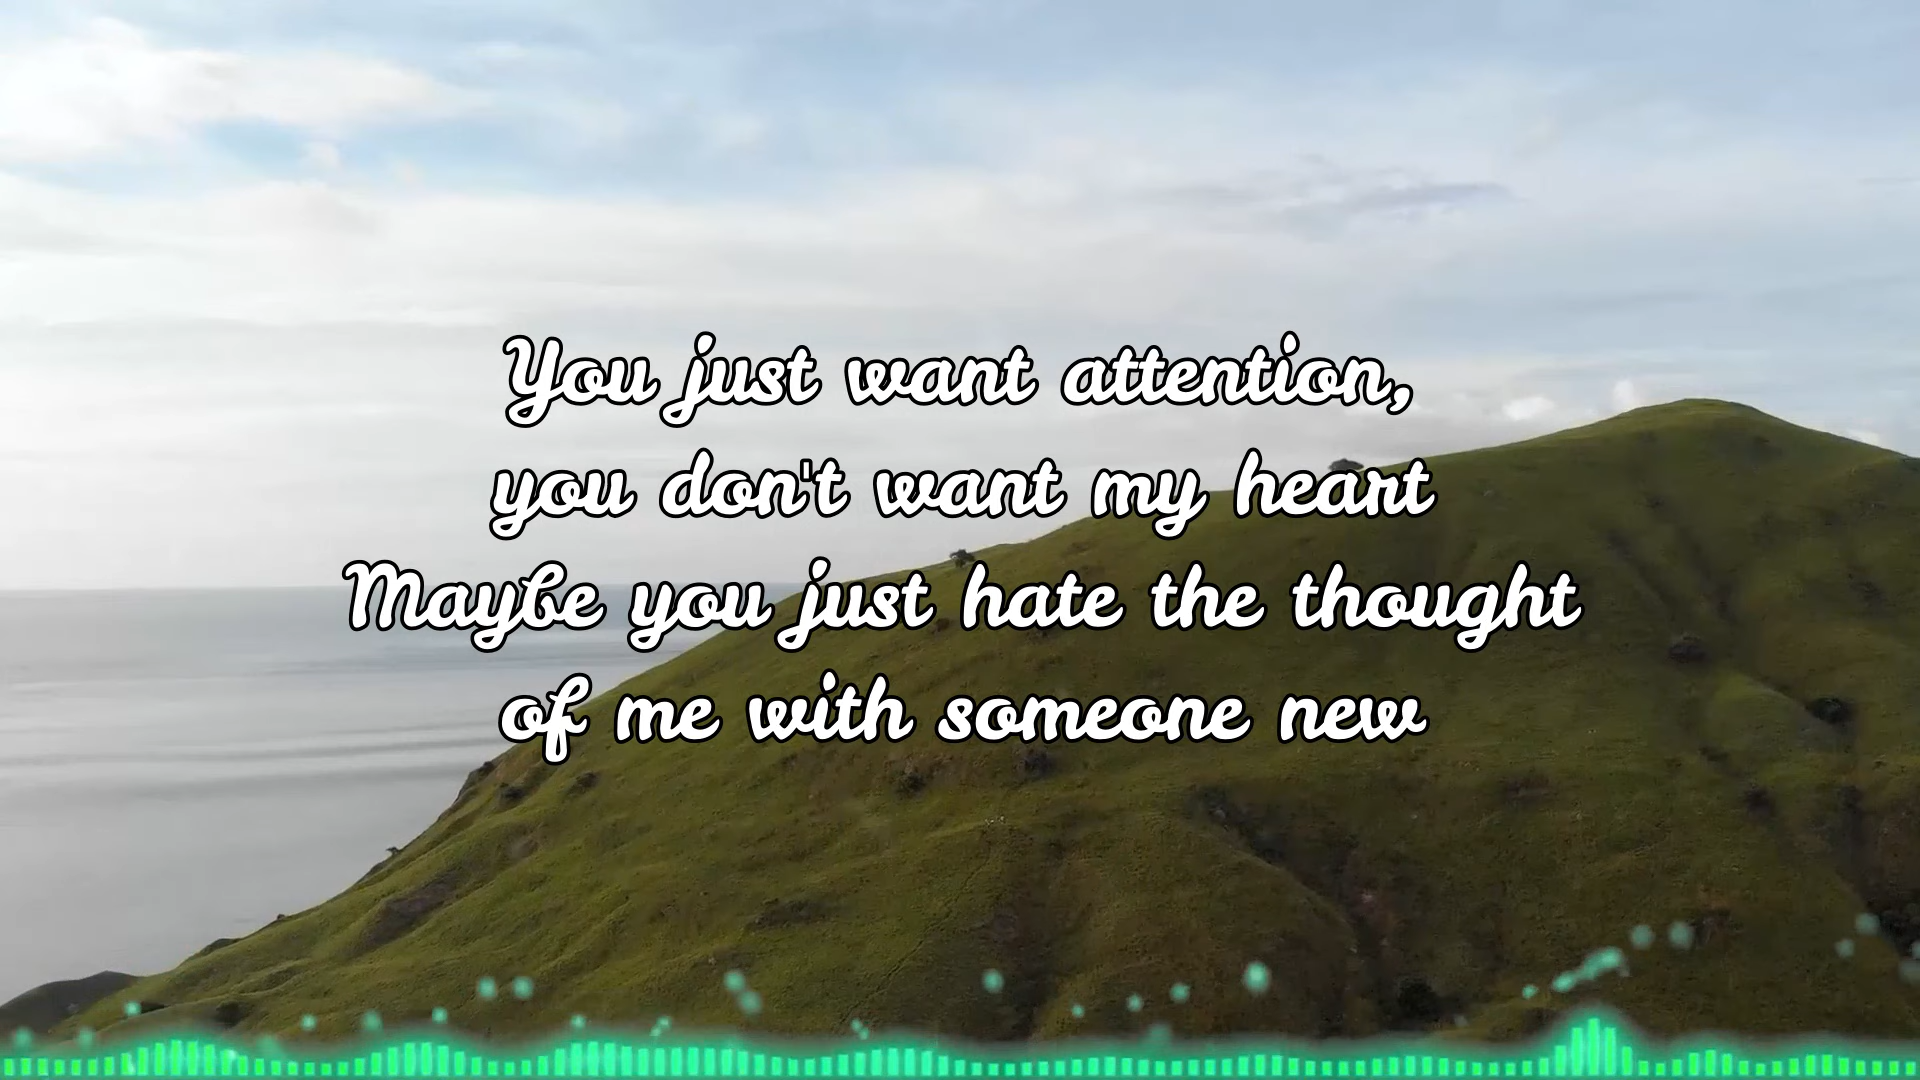 You just want attention,
you don't want my heart
Maybe you just hate the thought
of me with someone new